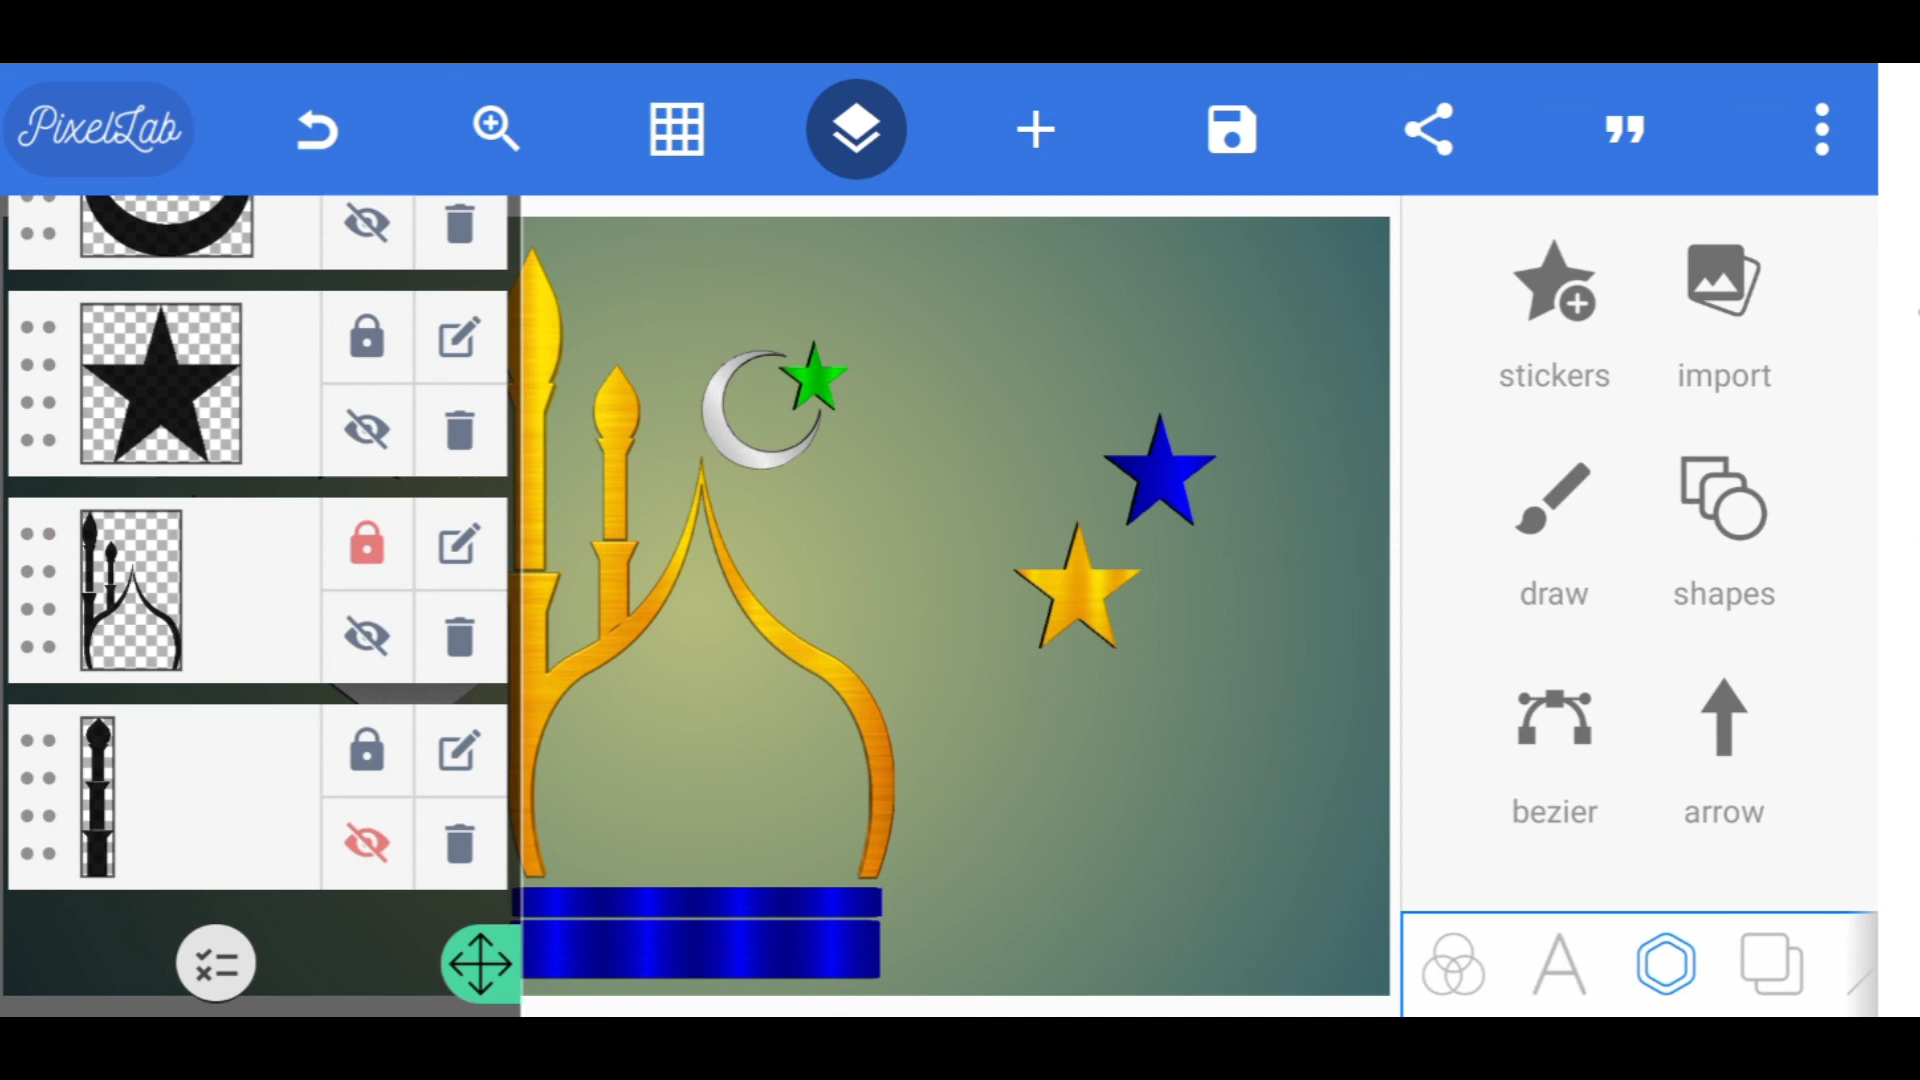 PixelLab
stickers
import
draw
shapes
bezier
arrow